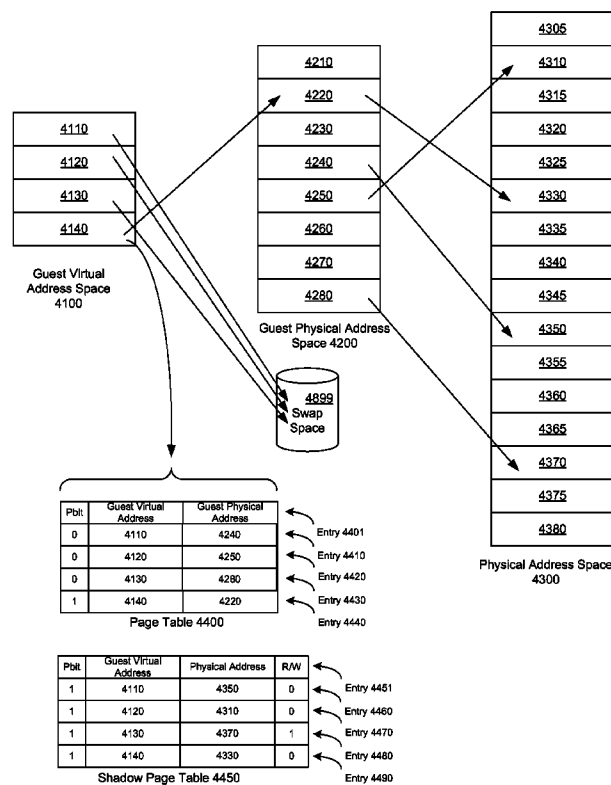 4110
4120
4130
4140
Guest Virtual
Address Space
4100
4210
4220
4230
4240
4250
4260
4270
4280
Guest Physical Address
Space 4200
4305
4310
4315
4320
4325
4330
4335
4340
4345
4350
4355
4360
4365
4370
4375
4380
Physical Address Space
4300
4899
Swap
Space
Pbit Guest Virtual Address Guest Physical Address
0 4110 4240
0 4120 4250
0 4130 4280
1 4140 4220
Entry 4401
Entry 4410
Entry 4420
Entry 4430
Entry 4440
Page Table 4400
Pbit Guest Virtual Address Physical Address R/W
1 4110 4350 0
1 4120 4310 0
1 4130 4370 1
1 4140 4330 0
Entry 4451
Entry 4460
Entry 4470
Entry 4480
Entry 4490
Shadow Page Table 4450